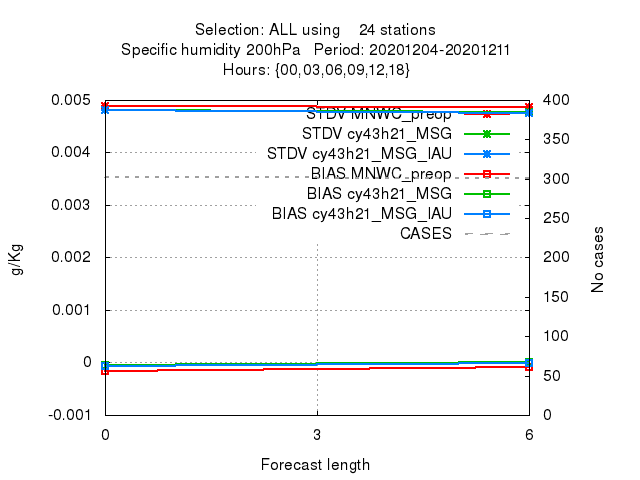 Selection: ALL using    24 stations
Specific humidity 200hPa   Period: 20201204-20201211
Hours: {00,03,06,09,12,18}
0.005
0.004
0.003
0.002
0.001
0
-0.001
g/Kg
STDV MNWC_preop
STDV cy43h21_MSG
STDV cy43h21_MSG_IAU
BIAS MNWC_preop
BIAS cy43h21_MSG
BIAS cy43h21_MSG_IAU
CASES
400
350
300
250
200
150
100
50
0
No cases
0 3 6
Forecast length